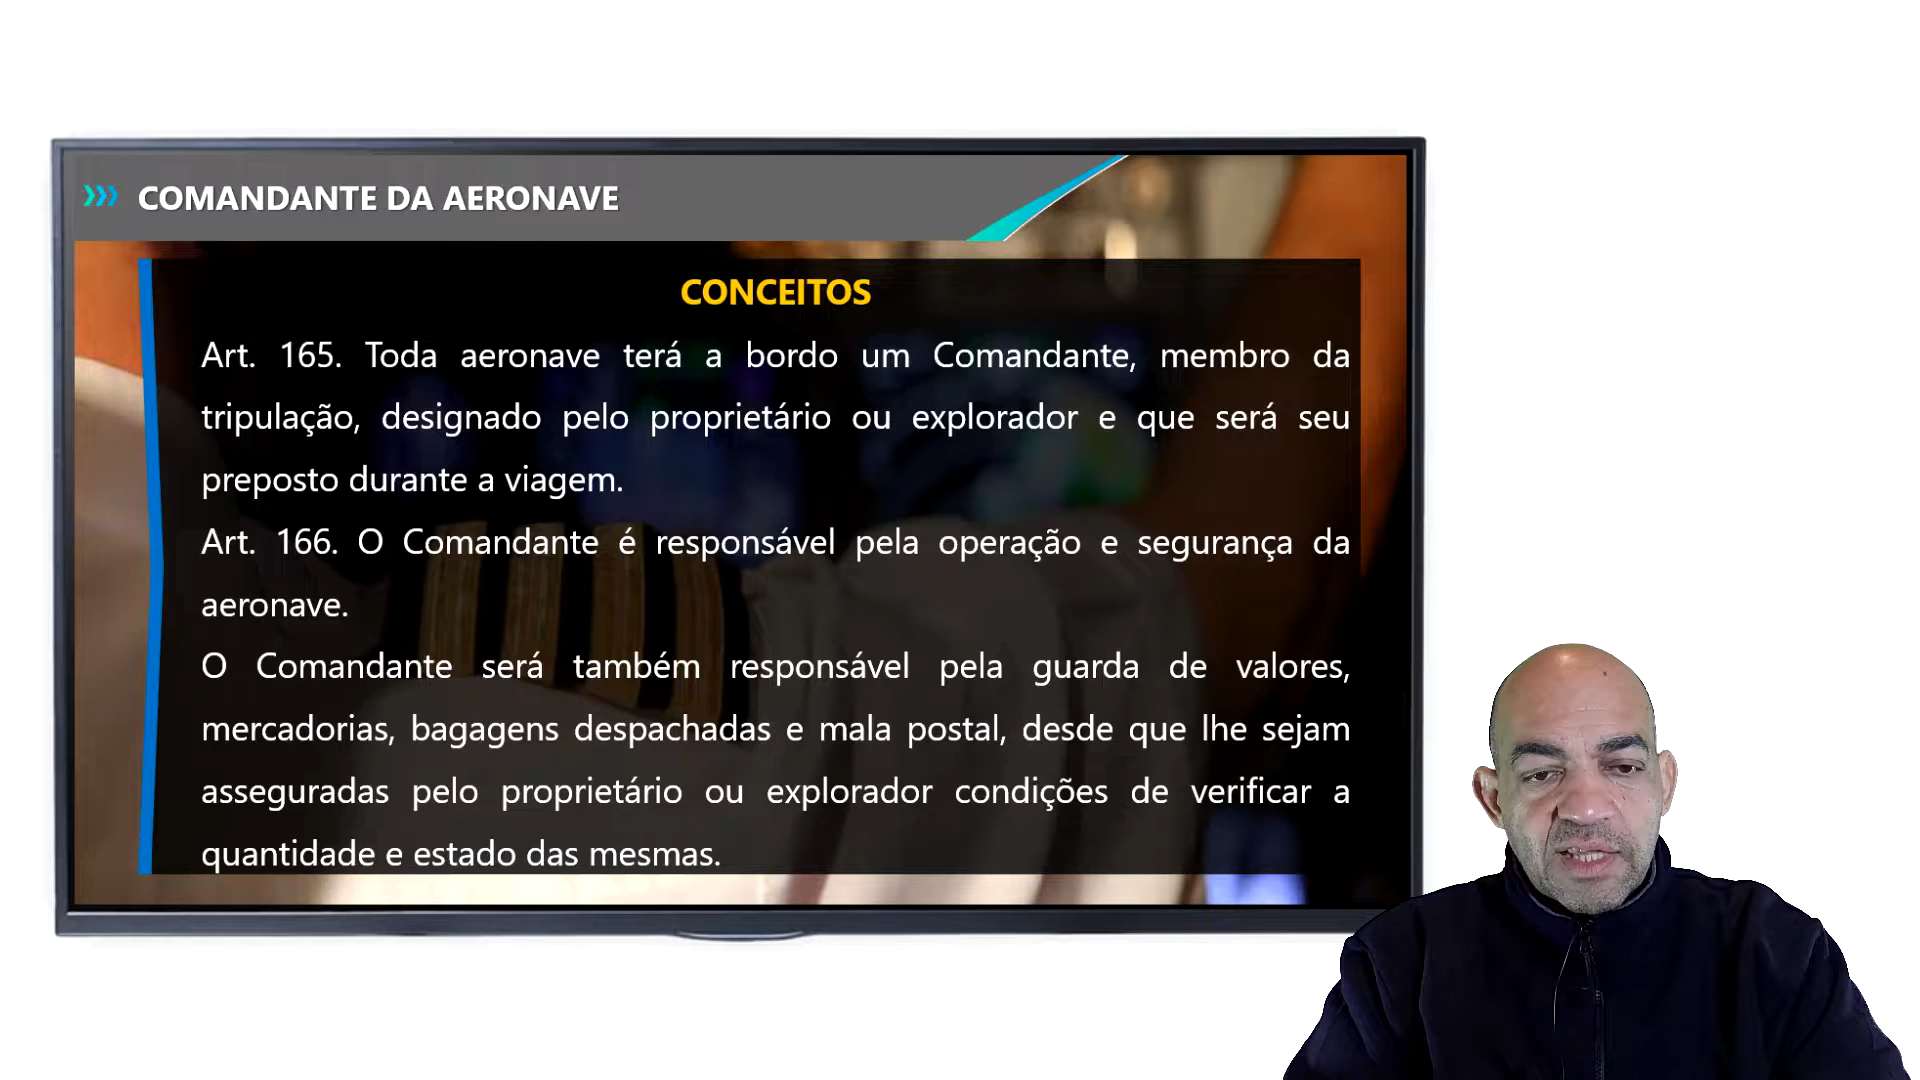 COMANDANTE DA AERONAVE
CONCEITOS
Art. 165. Toda aeronave terá a bordo um Comandante, membro da
tripulação, designado pelo proprietário ou explorador e que será seu
preposto durante a viagem.
Art. 166. O Comandante é responsável pela operação e segurança da
aeronave.
O Comandante será também responsável pela guarda de valores,
mercadorias, bagagens despachadas e mala postal, desde que lhe sejam
asseguradas pelo proprietário ou explorador condições de verificar a
quantidade e estado das mesmas.